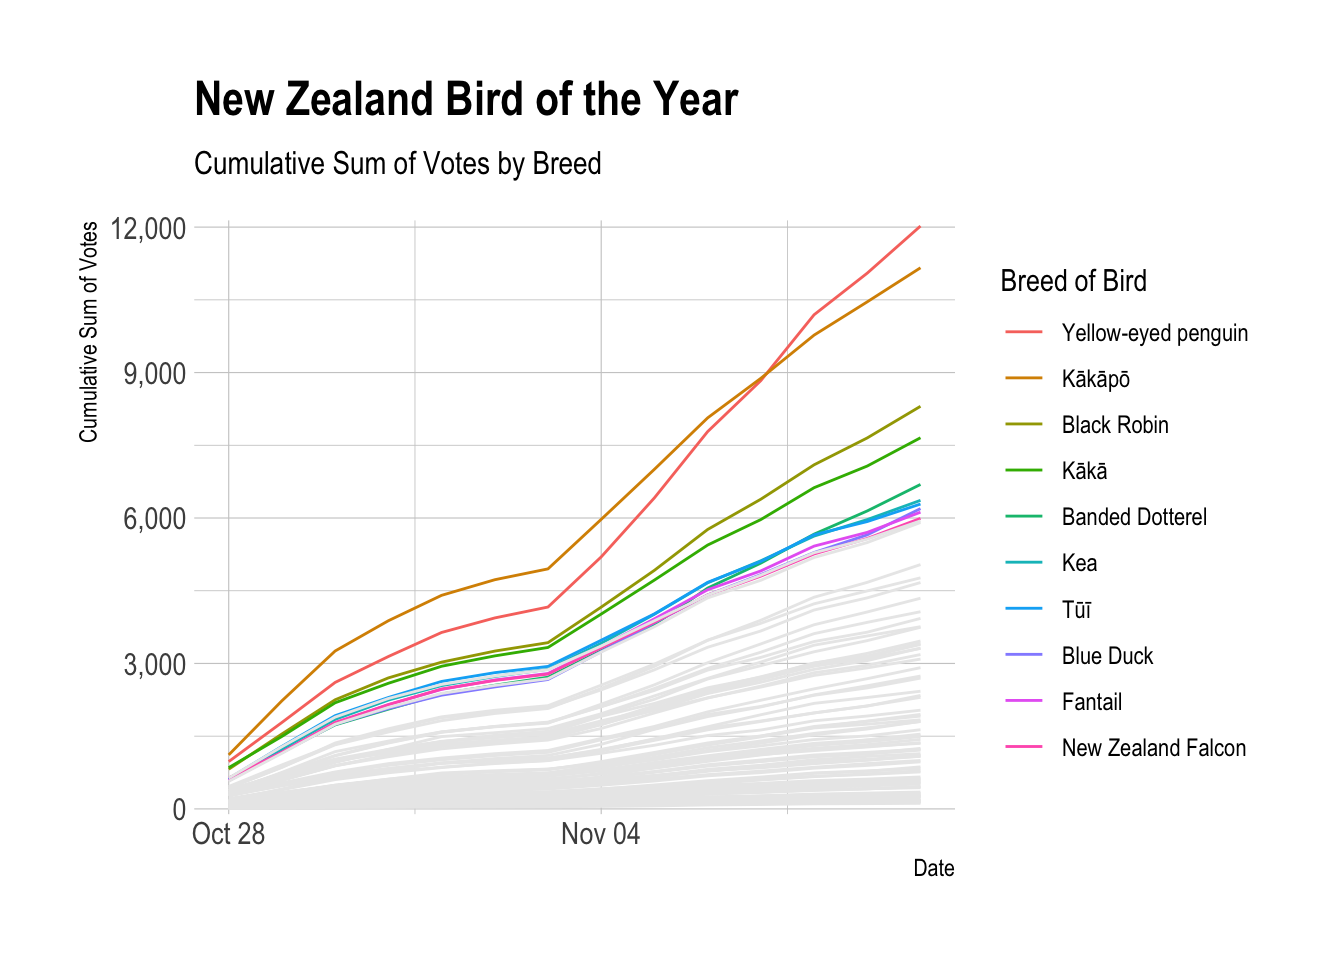 New Zealand Bird of the Year
Cumulative Sum of Votes by Breed
Cumulative Sum of Votes
12,000
9,000
6,000
3,000
0
Oct 28
Nov 04
Date
Breed of Bird
Yellow-eyed penguin
Kākāpō
Black Robin
Kākā
Banded Dotterel
Kea
Tūī
Blue Duck
Fantail
New Zealand Falcon